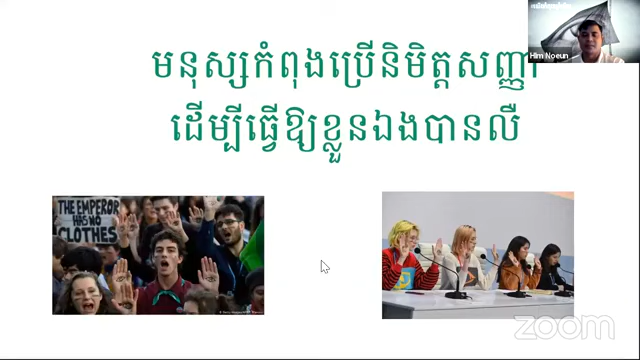 មនុស្សកំពុងប្រើនិមិត្តសញ្ញា
ដើម្បីធ្វើឱ្យខ្លួនឯងបានលឺ
THE EMPEROR
HAS NO
CLOTHES
Him Noeun
zoom